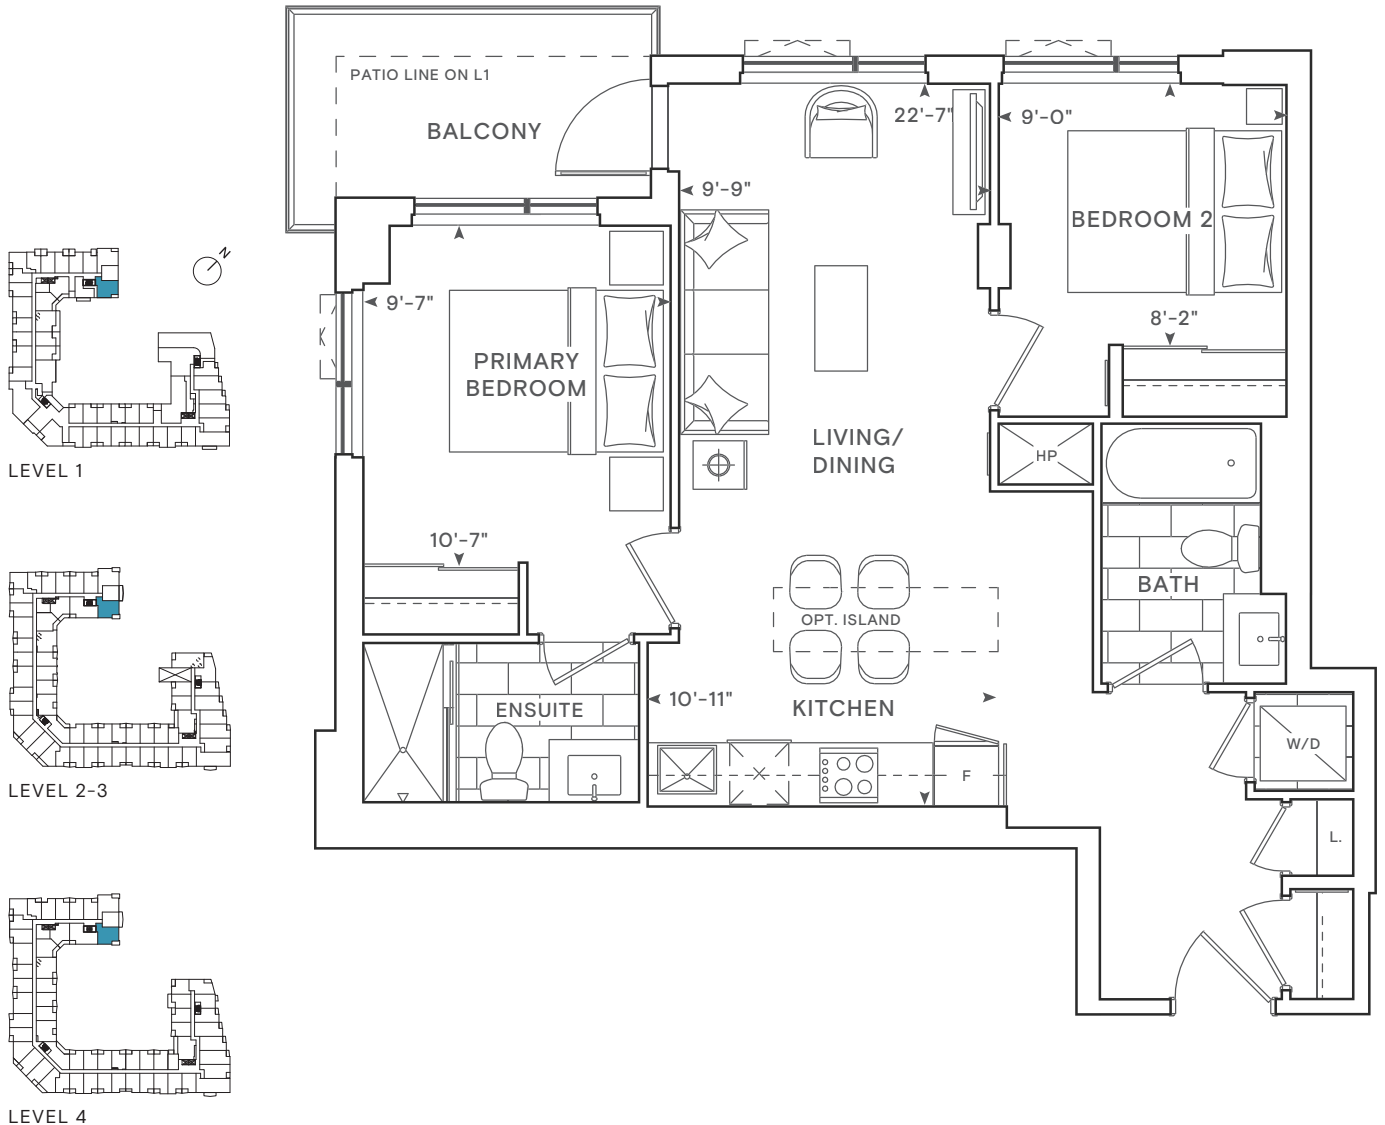 PATIO LINE ON L1
BALCONY
22'-7"
9'-0"
9'-9"
BEDROOM 2
N
9'-7"
8'-2"
PRIMARY
BEDROOM
LIVING/
DINING
HP
LEVEL 1
10'-7"
BATH
OPT. ISLAND
ENSUITE
10'-11"
KITCHEN
W/D
F
LEVEL 2-3
L.
LEVEL 4